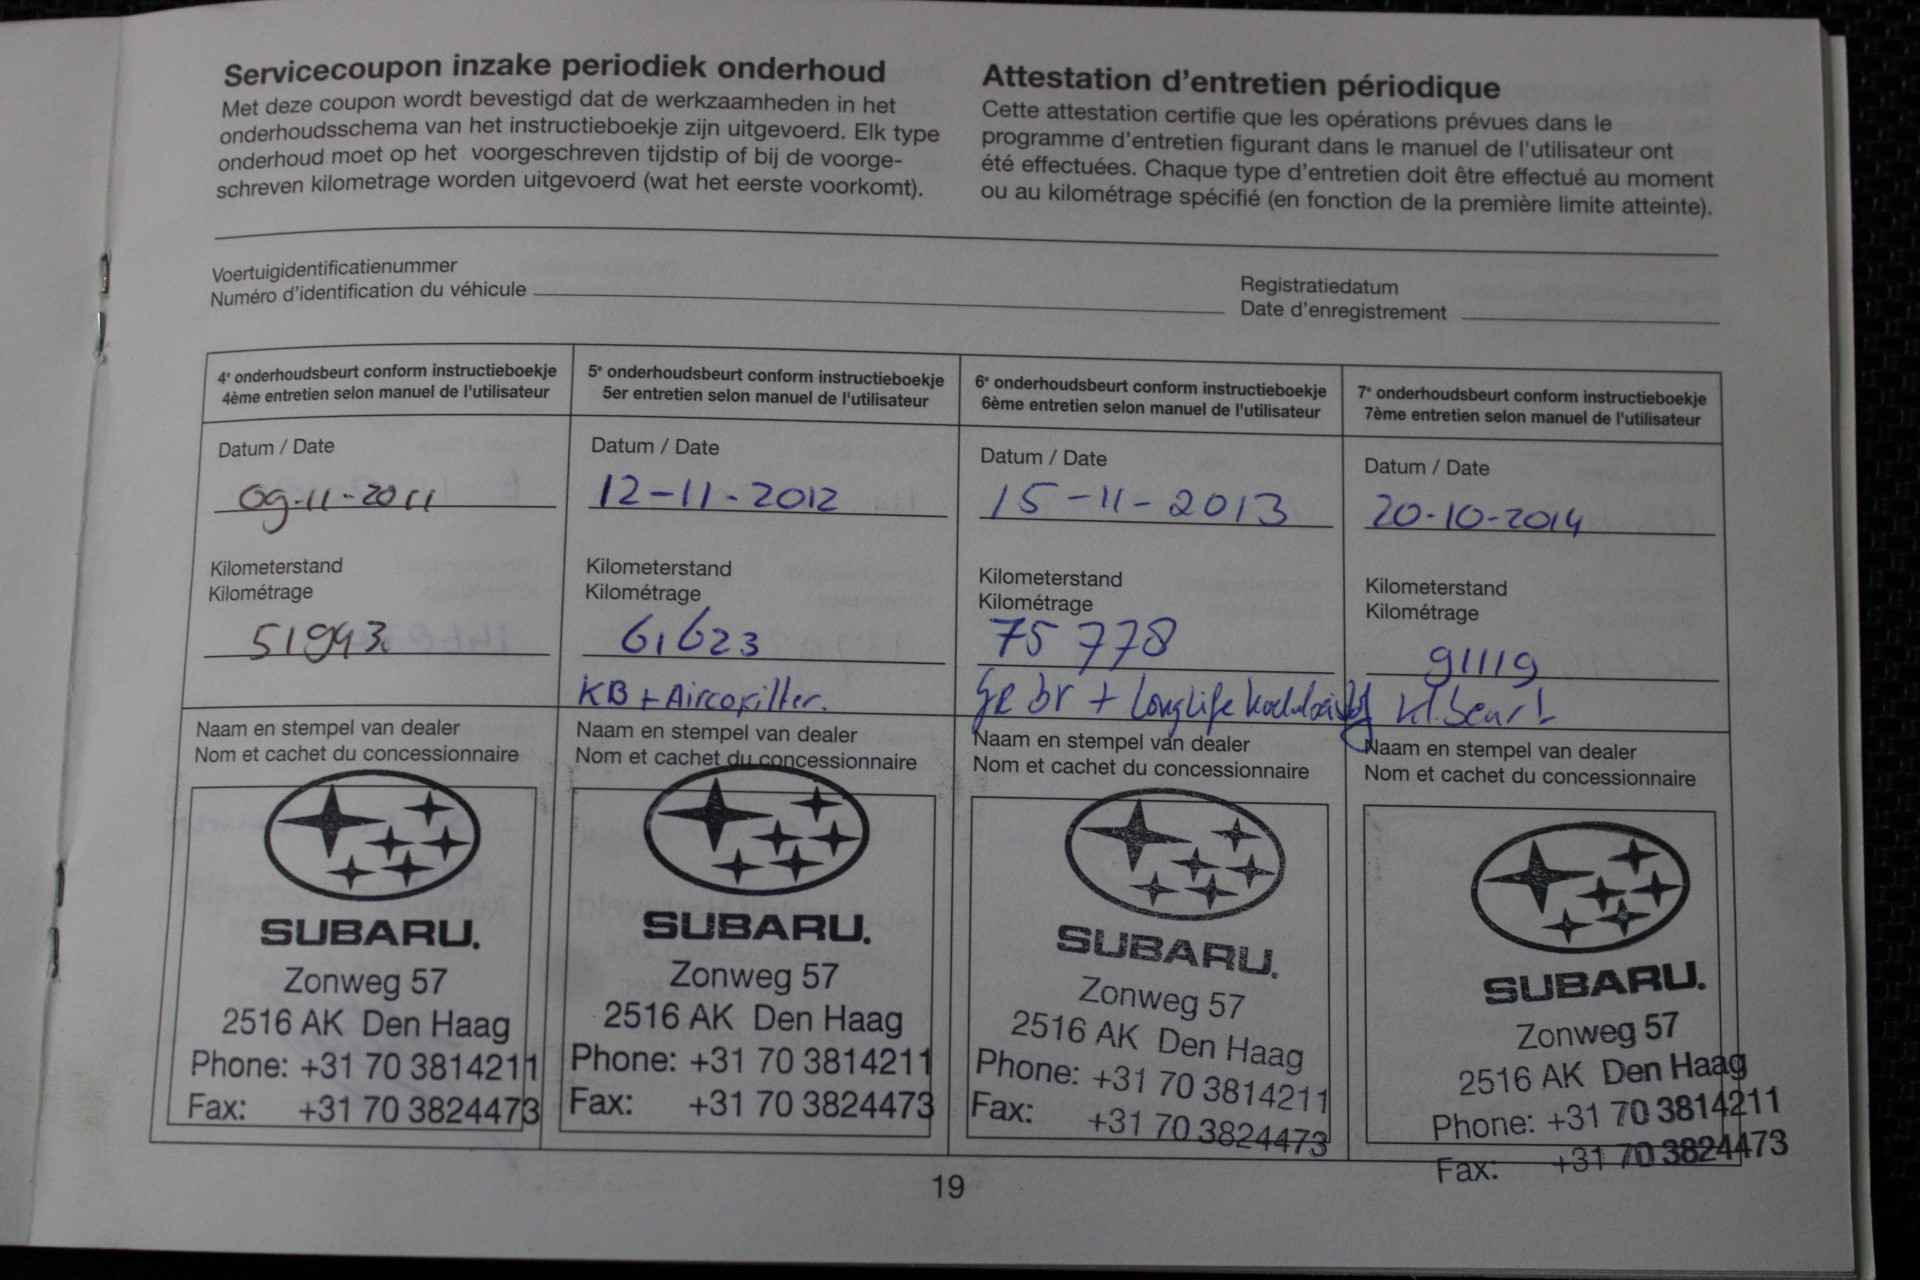 Servicecoupon inzake periodiek onderhoud
Met deze coupon wordt bevestigd dat de werkzaamheden in het
onderhoudsschema van het instructieboekje zijn uitgevoerd. Elk type
onderhoud moet op het voorgeschreven tijdstip of bij de voorge-
schreven kilometrage worden uitgevoerd (wat het eerste voorkomt).
Attestation d'entretien périodique
Cette attestation certifie que les opérations prévues dans le
programme d'entretien figurant dans le manuel de l'utilisateur ont
été effectuées. Chaque type d'entretien doit être effectué au moment
ou au kilométrage spécifié (en fonction de la première limite atteinte).
Voertuigidentificatienummer
Numéro d'identification du véhicule
Registratiedatum
Date d'enregistrement
4e onderhoudsbeurt conform instructieboekje
4ème entretien selon manuel de l'utilisateur
Datum / Date
09-11-2011
Kilometerstand
Kilométrage
51943
Naam en stempel van dealer
Nom et cachet du concessionnaire
SUBARU.
Zonweg 57
2516 AK Den Haag
Phone: +31 70 3814211
Fax: +31 70 3824473
5e onderhoudsbeurt conform instructieboekje
5er entretien selon manuel de l'utilisateur
Datum / Date
12-11-2012
Kilometerstand
Kilométrage
61623
KB + Aircofilter.
Naam en stempel van dealer
Nom et cachet du concessionnaire
SUBARU.
Zonweg 57
2516 AK Den Haag
Phone: +31 70 3814211
Fax: +31 70 3824473
6e onderhoudsbeurt conform instructieboekje
6ème entretien selon manuel de l'utilisateur
Datum / Date
15-11-2013
Kilometerstand
Kilométrage
75 778
gr br + Longlife
Naam en stempel van dealer
Nom et cachet du concessionnaire
SUBARU.
Zonweg 57
2516 AK Den Haag
Phone: +31 70 3814211
Fax: +31 70 3824473
7e onderhoudsbeurt conform instructieboekje
7ème entretien selon manuel de l'utilisateur
Datum / Date
20-10-2014
Kilometerstand
Kilométrage
91119
kl.beurt
Naam en stempel van dealer
Nom et cachet du concessionnaire
SUBARU.
Zonweg 57
2516 AK Den Haag
Phone: +31 70 3814211
Fax: +31 70 3824473
19